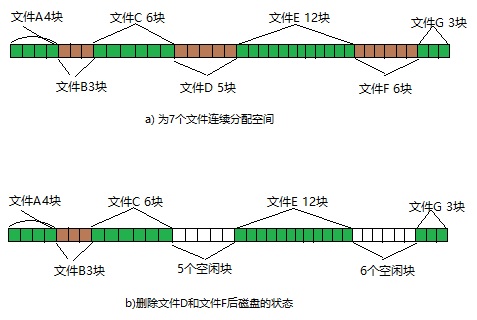 文件A4块
文件C 6块
文件E 12块
文件G 3块
文件B3块
文件D 5块
文件F 6块
a) 为7个文件连续分配空间
文件A4块
文件C 6块
文件E 12块
文件G 3块
文件B3块
5个空闲块
6个空闲块
b)删除文件D和文件F后磁盘的状态